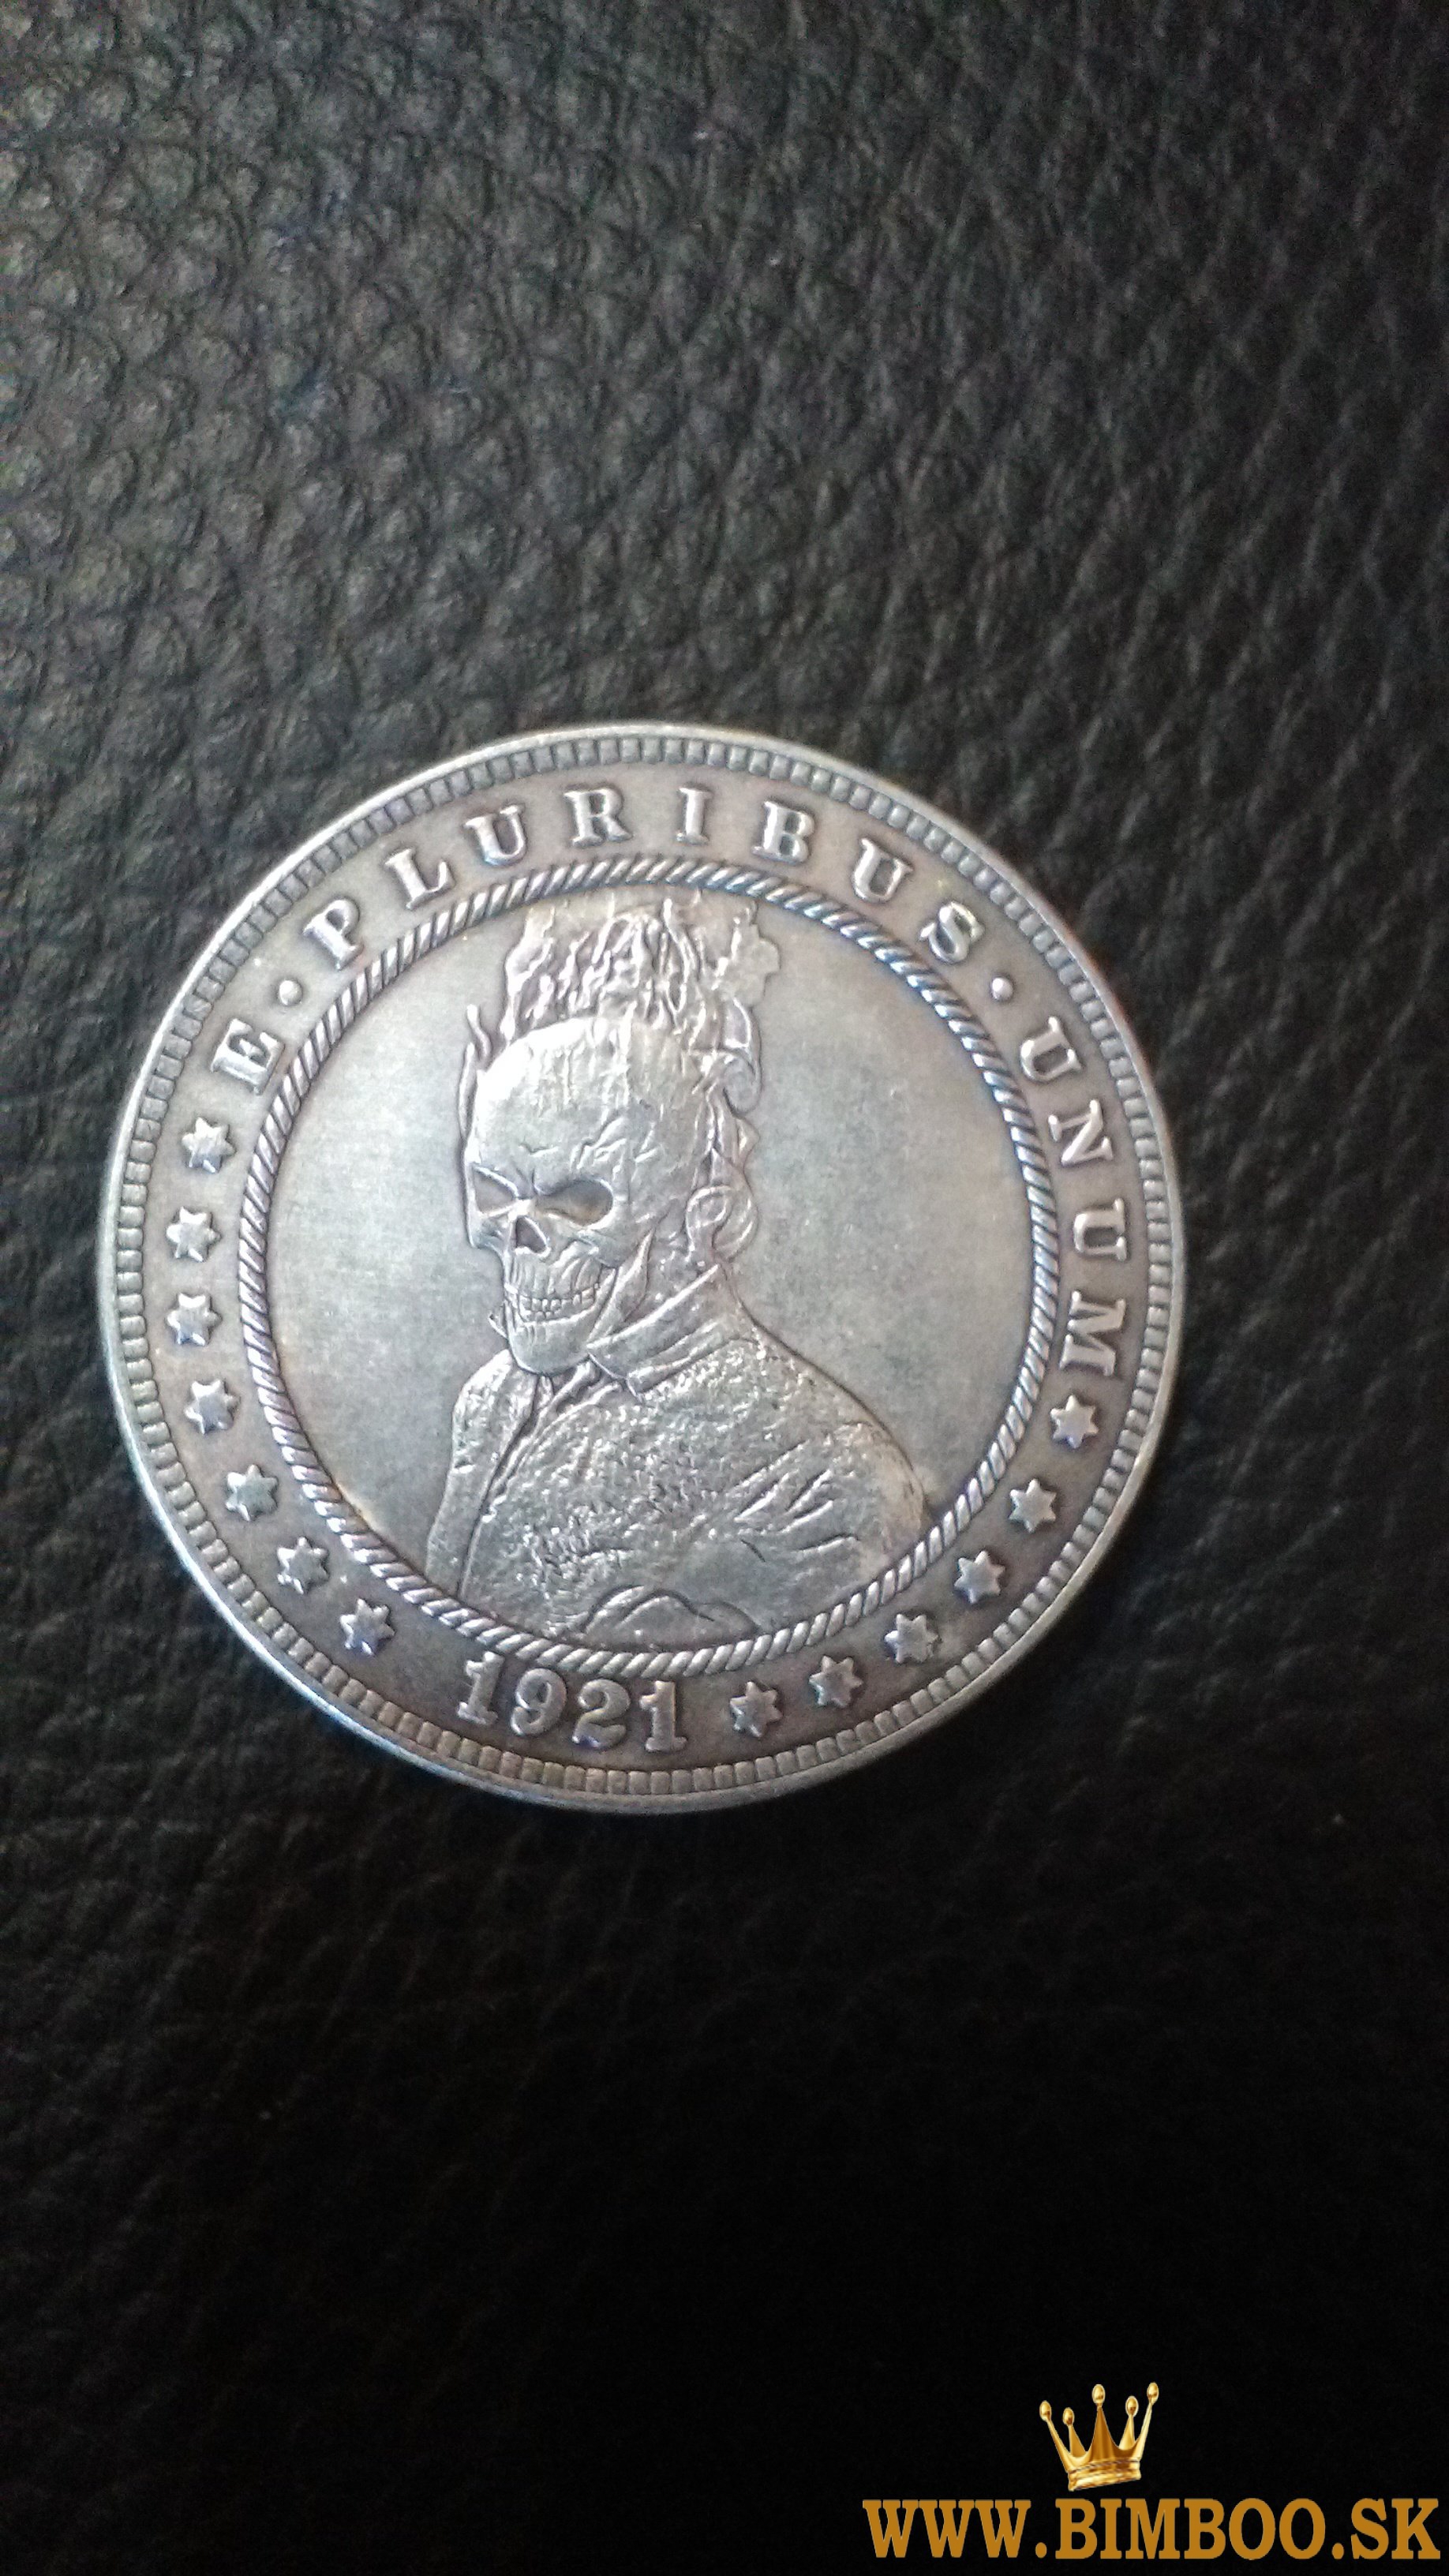 E · PLURIBUS · UNUM
1921
WWW.BIMBOO.SK